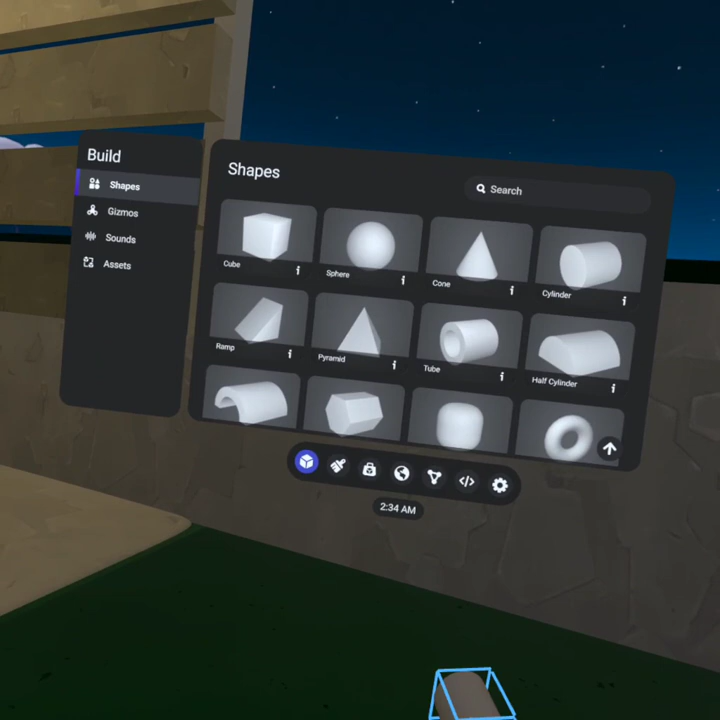 Build
Shapes
Gizmos
Sounds
Assets
Shapes
Search
Cube
Sphere
Cone
Cylinder
Ramp
Pyramid
Tube
Half Cylinder
2:34 AM